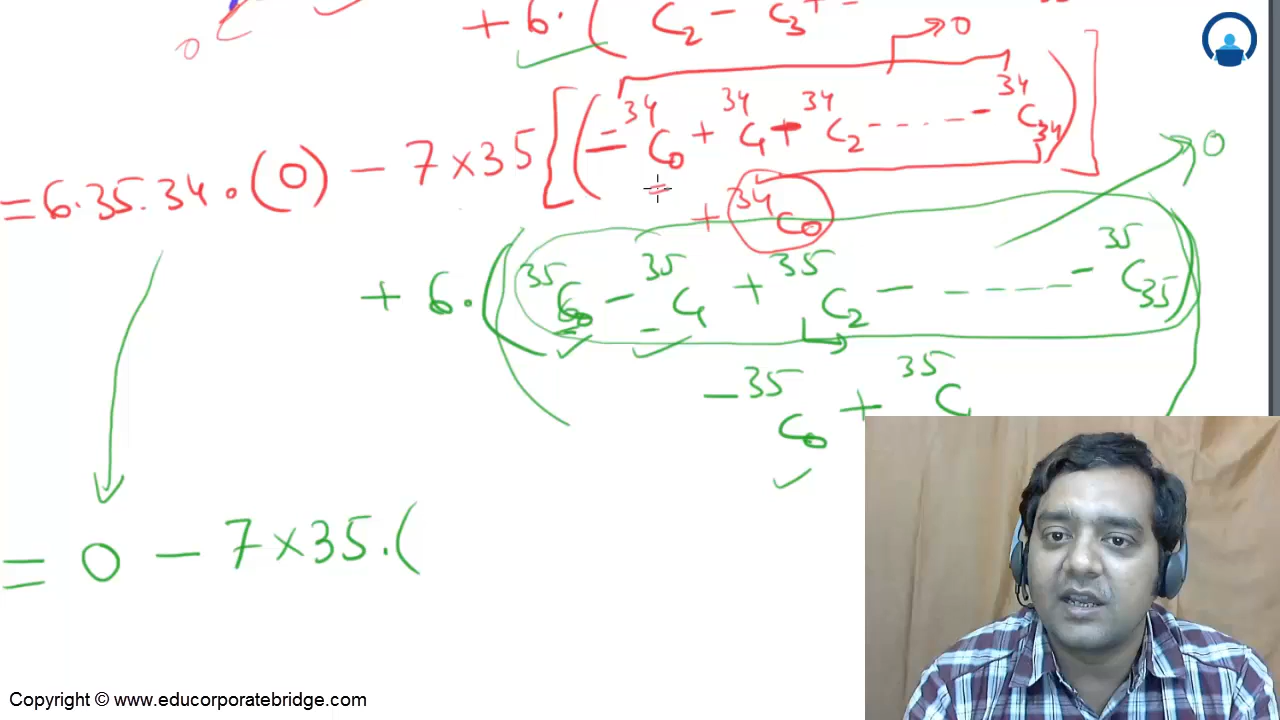 + 6·( C₂ − C₃ +
0
0
= 6·35·34·(0) − 7×35 [(= ³⁴C₀ + ³⁴C₁ + ³⁴C₂ - - - - − ³⁴C₃₄)]
+ ³⁴C₀
0
+ 6·( ³⁵C₀ − ³⁵C₁ + ³⁵C₂ − - - - - - − ³⁵C₃₅)
− ³⁵C₀ + ³⁵C
= 0 − 7×35·(
Copyright © www.educorporatebridge.com